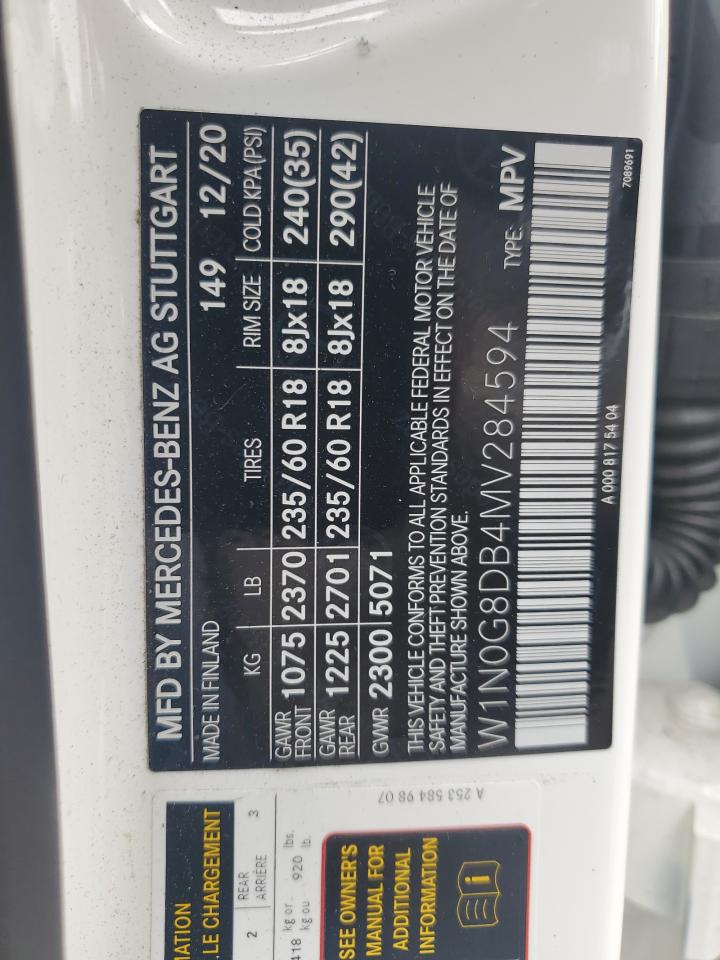 MFD BY MERCEDES-BENZ AG STUTTGART
MADE IN FINLAND 149 12/20
KG LB TIRES RIM SIZE COLD KPA(PSI)
GAWR FRONT 1075 2370 235/60 R18 8Jx18 240(35)
GAWR REAR 1225 2701 235/60 R18 8Jx18 290(42)
GVWR 2300 5071
THIS VEHICLE CONFORMS TO ALL APPLICABLE FEDERAL MOTOR VEHICLE
SAFETY AND THEFT PREVENTION STANDARDS IN EFFECT ON THE DATE OF
MANUFACTURE SHOWN ABOVE.
W1N0G8DB4MV284594 TYPE: MPV
7089691
A 000 817 54 04
A 253 584 98 07
MATION
LE CHARGEMENT
2 REAR ARRIÈRE 3
418 kg or lbs.
kg ou 920 lb.
SEE OWNER'S
MANUAL FOR
ADDITIONAL
INFORMATION
i